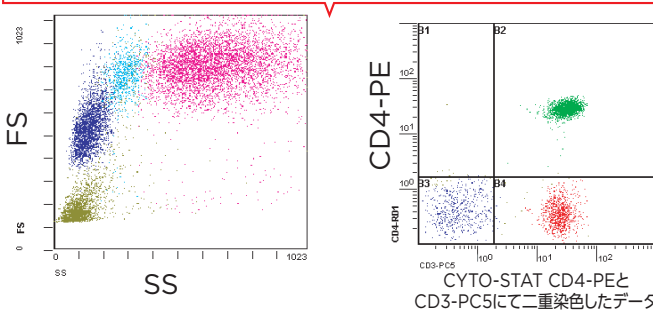 1023
FS
FS
0
0
1023
SS
SS
B1
B2
10²
CD4-PE
10¹
B3
B4
10⁰
CD4-RD1
10⁰
10¹
10²
CD3-PC5
CYTO-STAT CD4-PEと
CD3-PC5にて二重染色したデータ